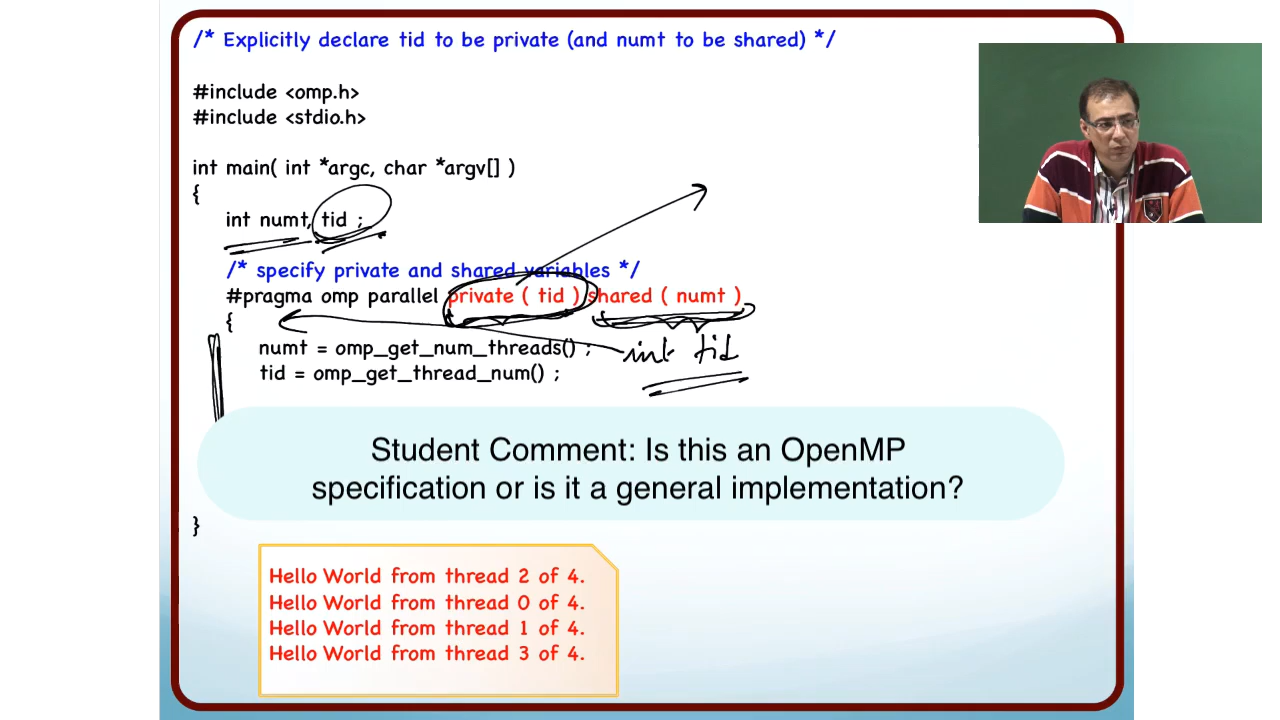 /* Explicitly declare tid to be private (and numt to be shared) */
#include <omp.h>
#include <stdio.h>
int main( int *argc, char *argv[] )
{
int numt, tid ;
/* specify private and shared variables */
#pragma omp parallel private ( tid ) shared ( numt )
{
numt = omp_get_num_threads() ;
int tid
tid = omp_get_thread_num() ;
Student Comment: Is this an OpenMP
specification or is it a general implementation?
}
Hello World from thread 2 of 4.
Hello World from thread 0 of 4.
Hello World from thread 1 of 4.
Hello World from thread 3 of 4.